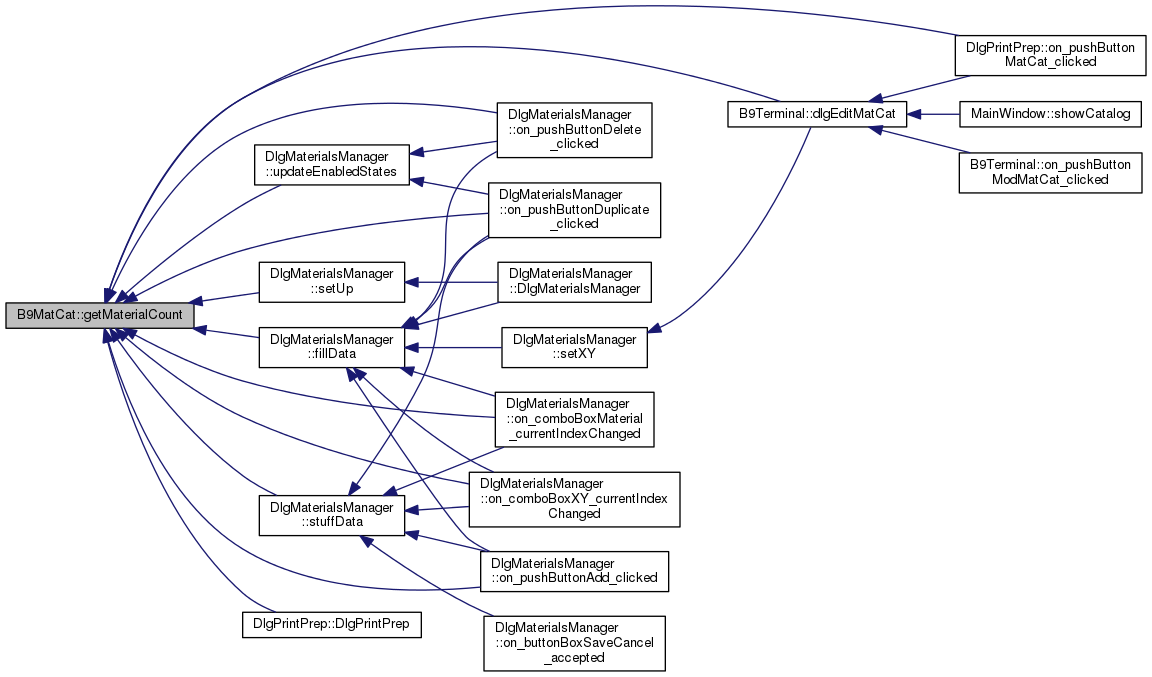 DlgPrintPrep::on_pushButton
MatCat_clicked
B9Terminal::dlgEditMatCat
MainWindow::showCatalog
B9Terminal::on_pushButton
ModMatCat_clicked
DlgMaterialsManager
::on_pushButtonDelete
_clicked
DlgMaterialsManager
::updateEnabledStates
DlgMaterialsManager
::on_pushButtonDuplicate
_clicked
DlgMaterialsManager
::setUp
DlgMaterialsManager
::DlgMaterialsManager
B9MatCat::getMaterialCount
DlgMaterialsManager
::fillData
DlgMaterialsManager
::setXY
DlgMaterialsManager
::on_comboBoxMaterial
_currentIndexChanged
DlgMaterialsManager
::on_comboBoxXY_currentIndex
Changed
DlgMaterialsManager
::stuffData
DlgMaterialsManager
::on_pushButtonAdd_clicked
DlgPrintPrep::DlgPrintPrep
DlgMaterialsManager
::on_buttonBoxSaveCancel
_accepted